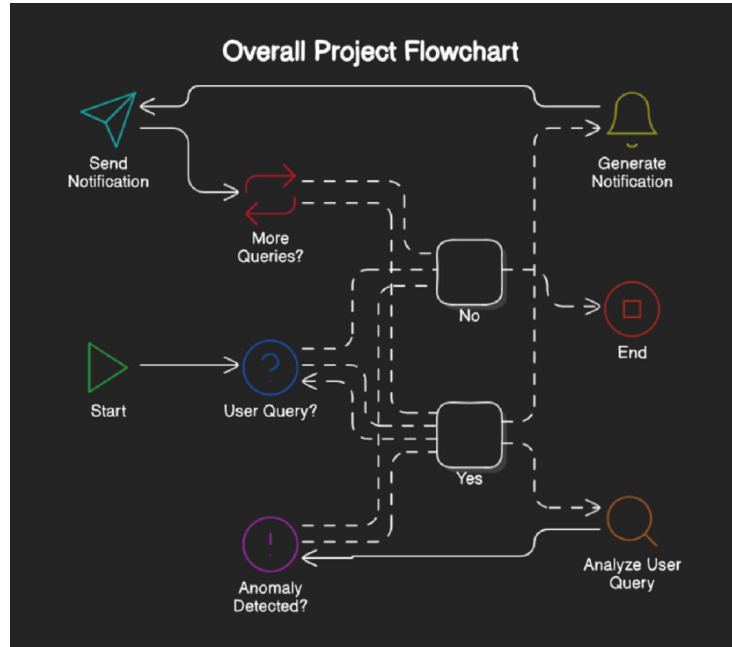 Overall Project Flowchart
Send
Notification
Generate
Notification
More
Queries?
No
End
Start
User Query?
Yes
Analyze User
Query
Anomaly
Detected?